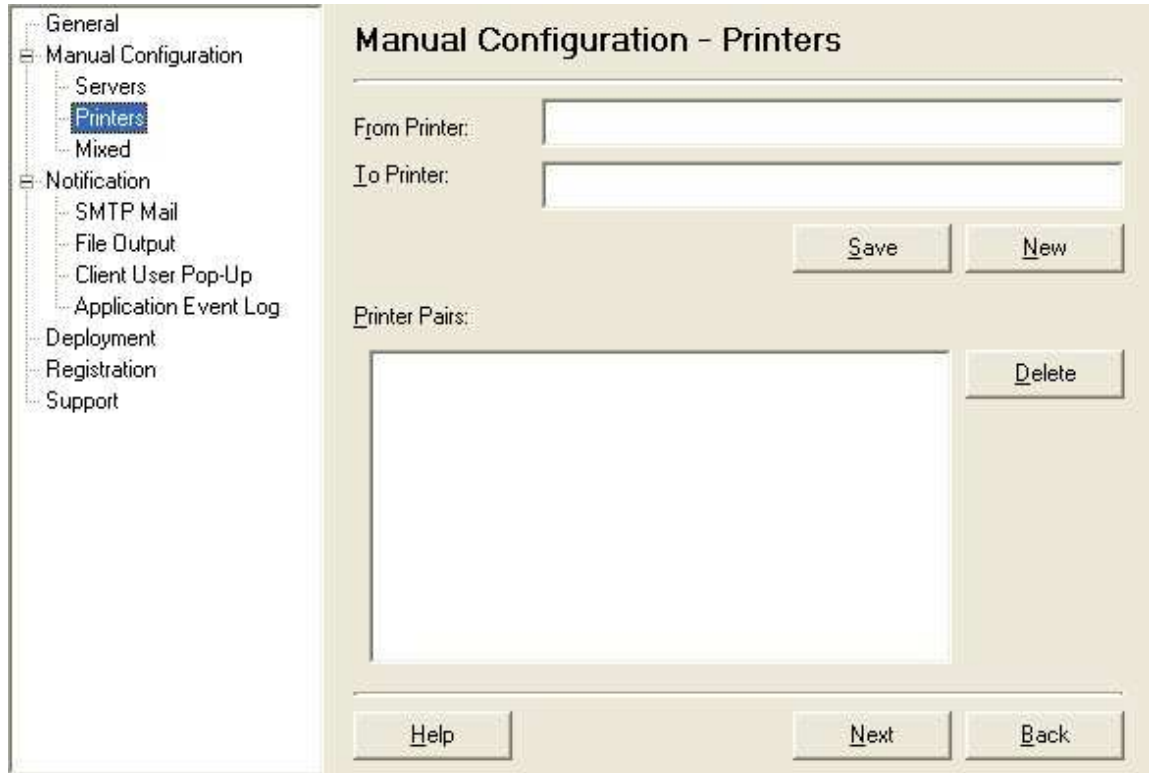 General
Manual Configuration
Servers
Printers
Mixed
Notification
SMTP Mail
File Output
Client User Pop-Up
Application Event Log
Deployment
Registration
Support
Manual Configuration - Printers
From Printer:
To Printer:
Save
New
Printer Pairs:
Delete
Help
Next
Back